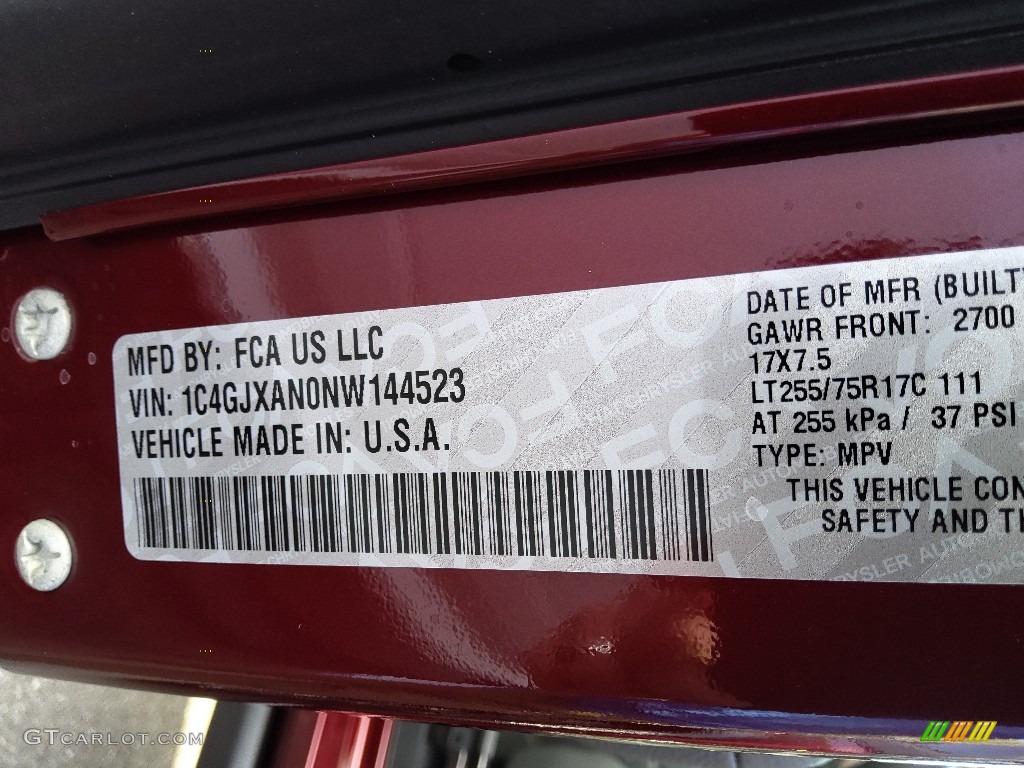 MFD BY: FCA US LLC
VIN: 1C4GJXAN0NW144523
VEHICLE MADE IN: U.S.A.
DATE OF MFR (BUILT)
GAWR FRONT: 2700
17X7.5
LT255/75R17C 111
AT 255 kPa / 37 PSI
TYPE: MPV
THIS VEHICLE CON
SAFETY AND TH
GTCARLOT.COM